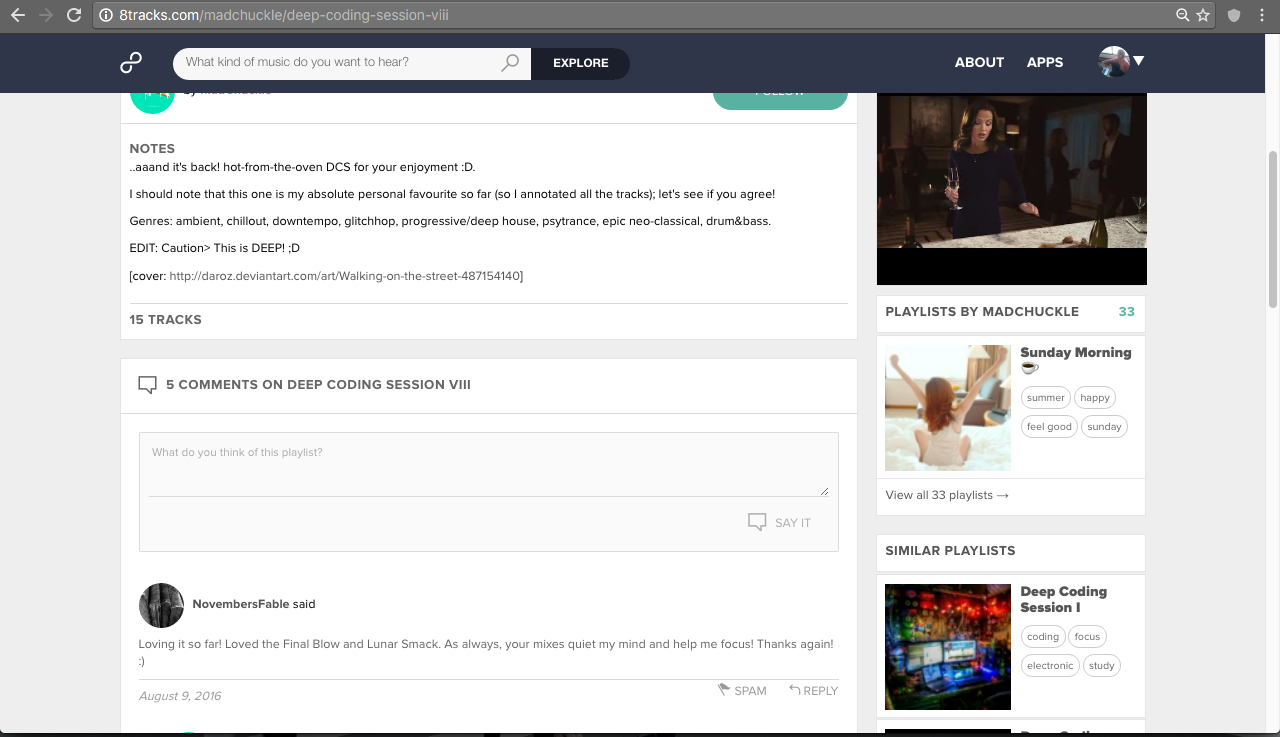 8tracks.com/madchuckle/deep-coding-session-viii
What kind of music do you want to hear?
EXPLORE
ABOUT
APPS
NOTES
..aaand it's back! hot-from-the-oven DCS for your enjoyment :D.
I should note that this one is my absolute personal favourite so far (so I annotated all the tracks); let's see if you agree!
Genres: ambient, chillout, downtempo, glitchhop, progressive/deep house, psytrance, epic neo-classical, drum&bass.
EDIT: Caution> This is DEEP! ;D
[cover: http://daroz.deviantart.com/art/Walking-on-the-street-487154140]
15 TRACKS
5 COMMENTS ON DEEP CODING SESSION VIII
What do you think of this playlist?
SAY IT
NovembersFable said
Loving it so far! Loved the Final Blow and Lunar Smack. As always, your mixes quiet my mind and help me focus! Thanks again!
:)
August 9, 2016
SPAM
REPLY
PLAYLISTS BY MADCHUCKLE 33
Sunday Morning
☕
summer happy
feel good sunday
View all 33 playlists →
SIMILAR PLAYLISTS
Deep Coding
Session I
coding focus
electronic study